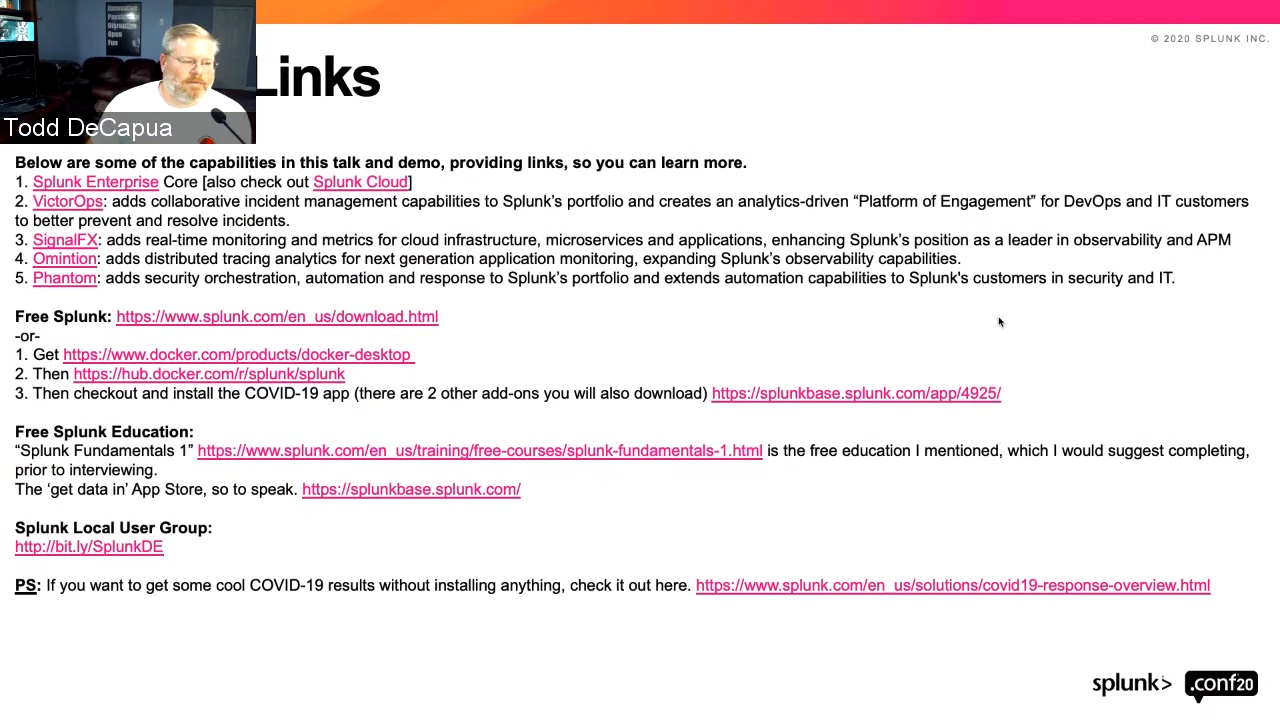 © 2020 SPLUNK INC.
Links
Todd DeCapua
Below are some of the capabilities in this talk and demo, providing links, so you can learn more.
1. Splunk Enterprise Core [also check out Splunk Cloud]
2. VictorOps: adds collaborative incident management capabilities to Splunk’s portfolio and creates an analytics-driven “Platform of Engagement” for DevOps and IT customers
to better prevent and resolve incidents.
3. SignalFX: adds real-time monitoring and metrics for cloud infrastructure, microservices and applications, enhancing Splunk’s position as a leader in observability and APM
4. Omintion: adds distributed tracing analytics for next generation application monitoring, expanding Splunk’s observability capabilities.
5. Phantom: adds security orchestration, automation and response to Splunk’s portfolio and extends automation capabilities to Splunk's customers in security and IT.
Free Splunk: https://www.splunk.com/en_us/download.html
-or-
1. Get https://www.docker.com/products/docker-desktop
2. Then https://hub.docker.com/r/splunk/splunk
3. Then checkout and install the COVID-19 app (there are 2 other add-ons you will also download) https://splunkbase.splunk.com/app/4925/
Free Splunk Education:
“Splunk Fundamentals 1” https://www.splunk.com/en_us/training/free-courses/splunk-fundamentals-1.html is the free education I mentioned, which I would suggest completing,
prior to interviewing.
The ‘get data in’ App Store, so to speak. https://splunkbase.splunk.com/
Splunk Local User Group:
http://bit.ly/SplunkDE
PS: If you want to get some cool COVID-19 results without installing anything, check it out here. https://www.splunk.com/en_us/solutions/covid19-response-overview.html
splunk> .conf20